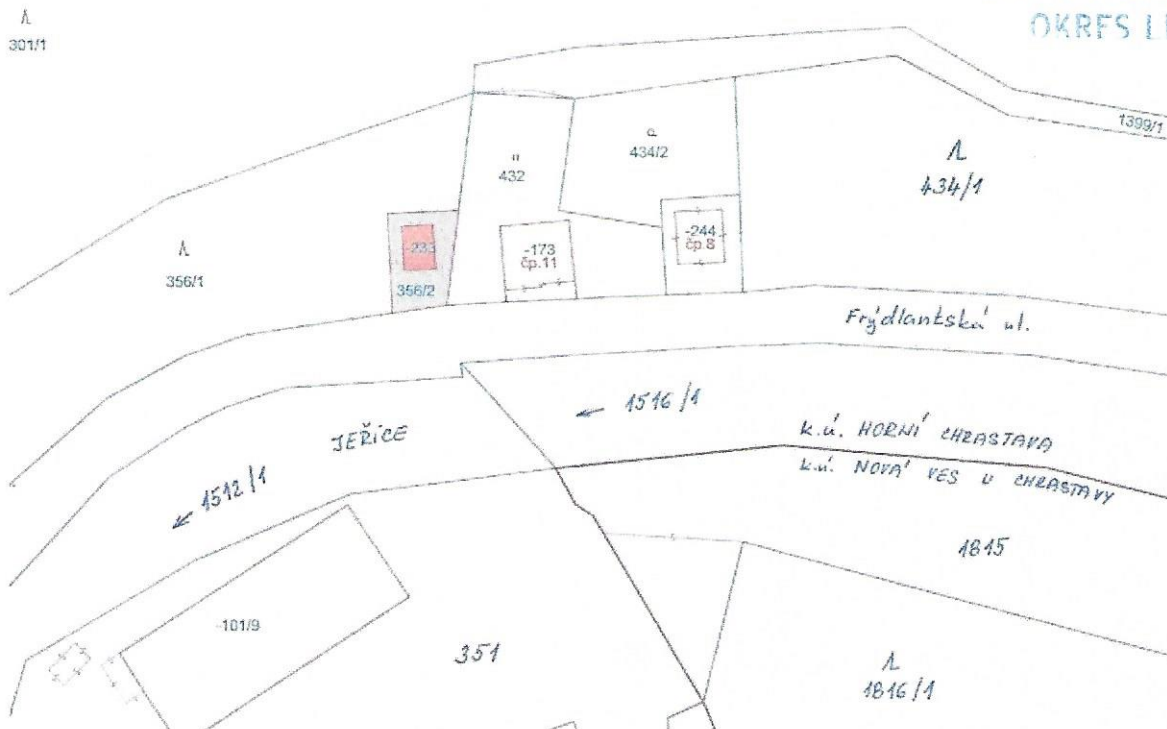 OKRES LI
301/1
1399/1
434/2
432
434/1
-244
čp.8
-233
-173
čp.11
356/1
356/2
Frýdlantská ul.
1516/1
JEŘICE
k.ú. HORNÍ CHRASTAVA
k.ú. NOVÁ VES U CHRASTAVY
1512/1
1815
-101/9
351
1816/1